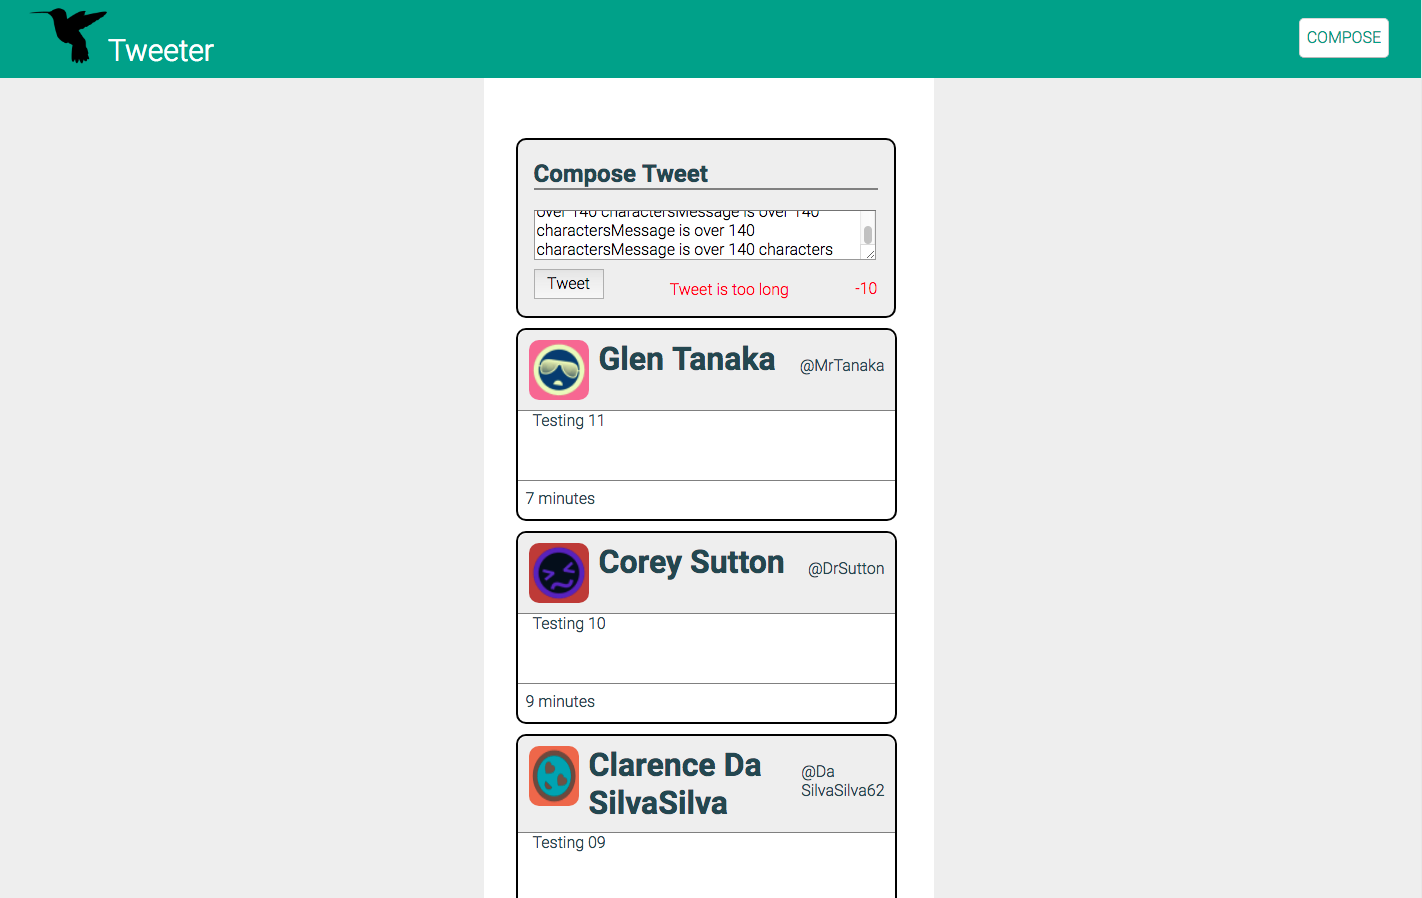 Tweeter
COMPOSE
Compose Tweet
over 140 charactersMessage is over 140
charactersMessage is over 140
charactersMessage is over 140 characters
Tweet
Tweet is too long
-10
Glen Tanaka
@MrTanaka
Testing 11
7 minutes
Corey Sutton
@DrSutton
Testing 10
9 minutes
Clarence Da
SilvaSilva
@Da
SilvaSilva62
Testing 09